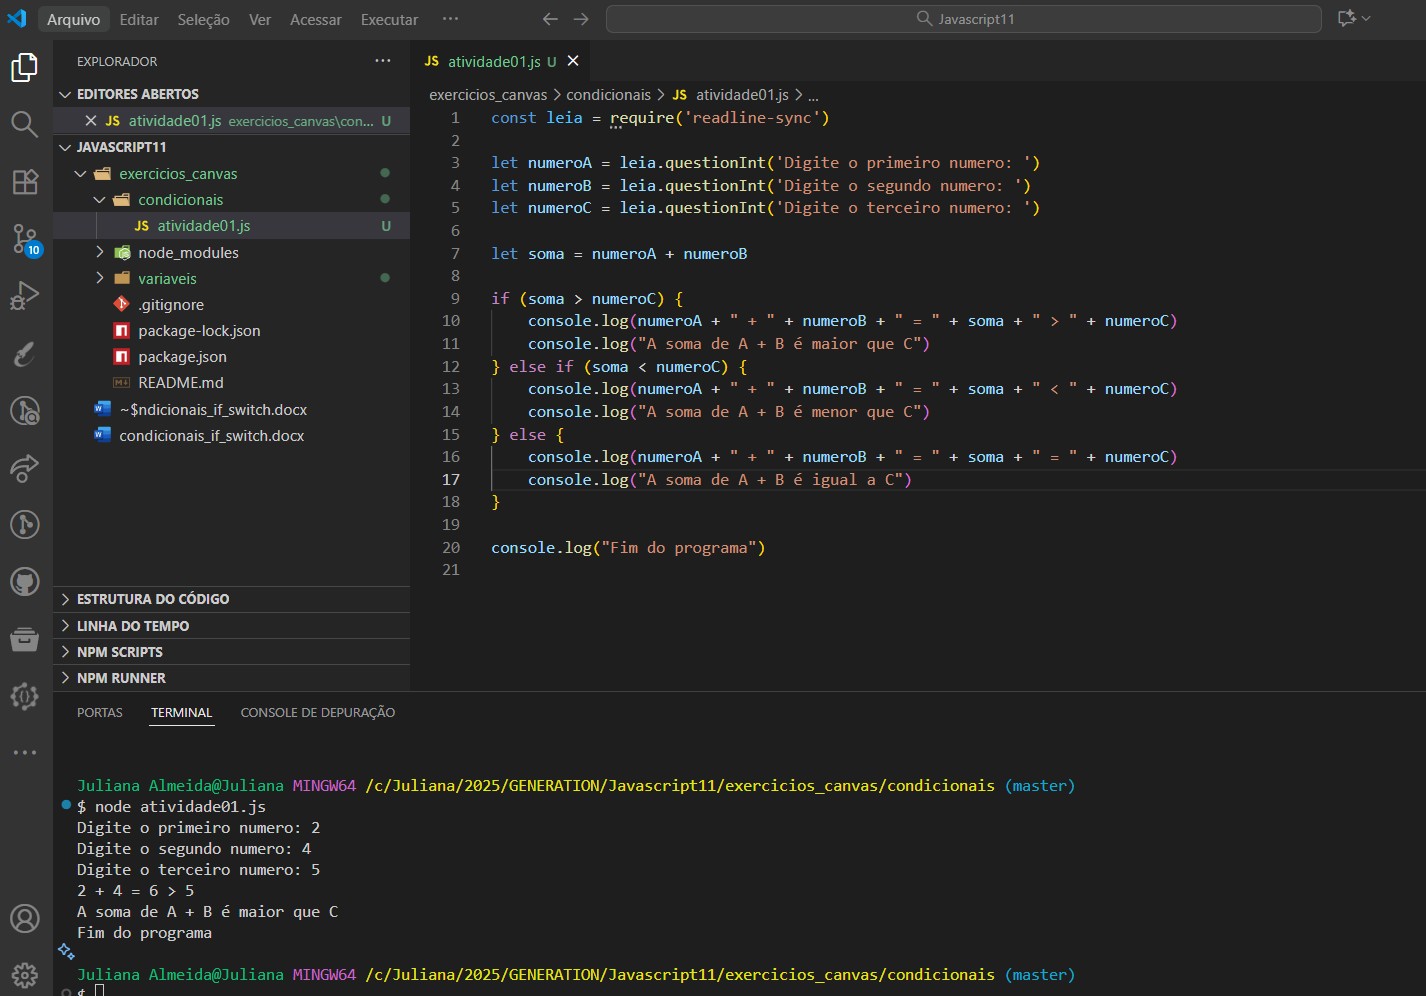 Arquivo Editar Seleção Ver Acessar Executar ··· Javascript11
EXPLORADOR ···
EDITORES ABERTOS
JS atividade01.js exercicios_canvas\con... U
JAVASCRIPT11
exercicios_canvas
condicionais
JS atividade01.js U
node_modules
variaveis
.gitignore
package-lock.json
package.json
README.md
~$ndicionais_if_switch.docx
condicionais_if_switch.docx
ESTRUTURA DO CÓDIGO
LINHA DO TEMPO
NPM SCRIPTS
NPM RUNNER
10
JS atividade01.js U
exercicios_canvas > condicionais > JS atividade01.js > ...
1 const leia = require('readline-sync')
2
3 let numeroA = leia.questionInt('Digite o primeiro numero: ')
4 let numeroB = leia.questionInt('Digite o segundo numero: ')
5 let numeroC = leia.questionInt('Digite o terceiro numero: ')
6
7 let soma = numeroA + numeroB
8
9 if (soma > numeroC) {
10 console.log(numeroA + " + " + numeroB + " = " + soma + " > " + numeroC)
11 console.log("A soma de A + B é maior que C")
12 } else if (soma < numeroC) {
13 console.log(numeroA + " + " + numeroB + " = " + soma + " < " + numeroC)
14 console.log("A soma de A + B é menor que C")
15 } else {
16 console.log(numeroA + " + " + numeroB + " = " + soma + " = " + numeroC)
17 console.log("A soma de A + B é igual a C")
18 }
19
20 console.log("Fim do programa")
21
PORTAS TERMINAL CONSOLE DE DEPURAÇÃO
Juliana Almeida@Juliana MINGW64 /c/Juliana/2025/GENERATION/Javascript11/exercicios_canvas/condicionais (master)
$ node atividade01.js
Digite o primeiro numero: 2
Digite o segundo numero: 4
Digite o terceiro numero: 5
2 + 4 = 6 > 5
A soma de A + B é maior que C
Fim do programa
Juliana Almeida@Juliana MINGW64 /c/Juliana/2025/GENERATION/Javascript11/exercicios_canvas/condicionais (master)
$